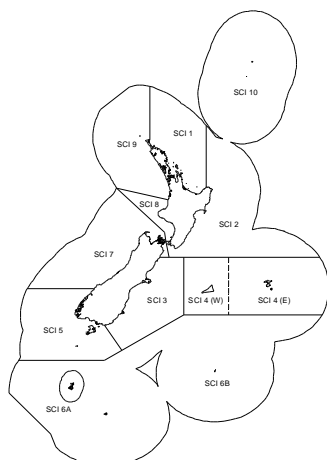 SCI 10
SCI 1
SCI 9
SCI 8
SCI 2
SCI 7
SCI 3
SCI 4 (W)
SCI 4 (E)
SCI 5
SCI 6B
SCI 6A